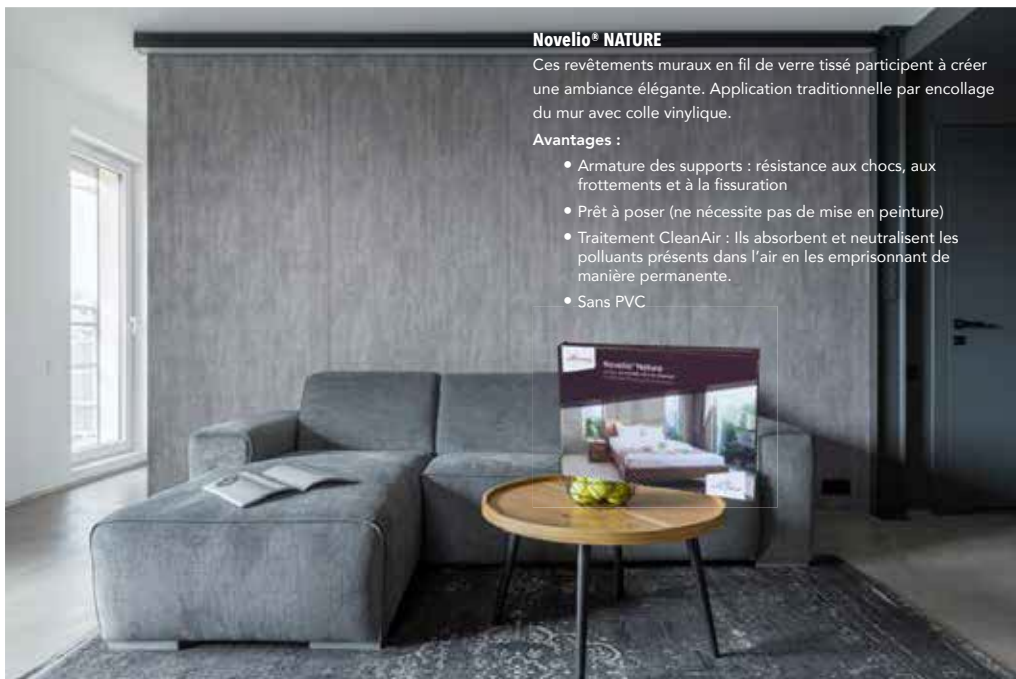 Novelio® NATURE
Ces revêtements muraux en fil de verre tissé participent à créer
une ambiance élégante. Application traditionnelle par encollage
du mur avec colle vinylique.
Avantages :
• Armature des supports : résistance aux chocs, aux
frottements et à la fissuration
• Prêt à poser (ne nécessite pas de mise en peinture)
• Traitement CleanAir : Ils absorbent et neutralisent les
polluants présents dans l’air en les emprisonnant de
manière permanente.
• Sans PVC
Novelio® Nature